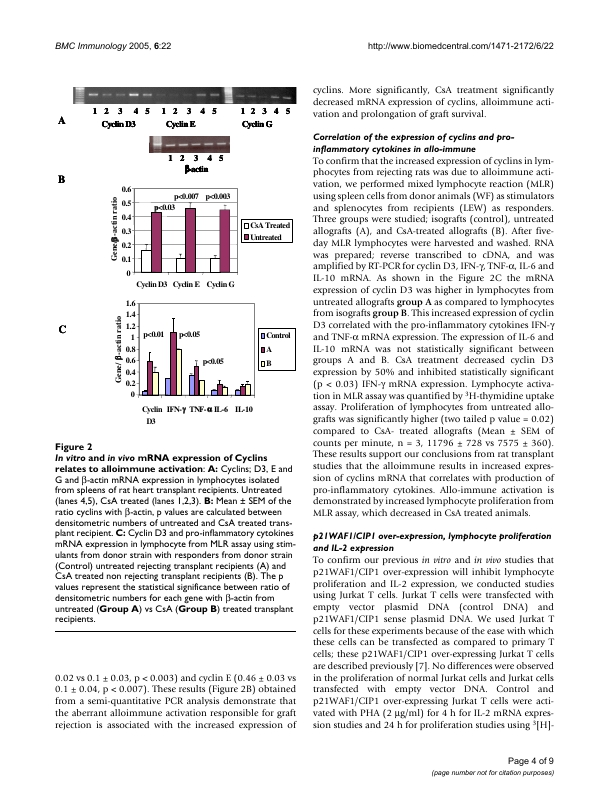 BMC Immunology 2005, 6:22
http://www.biomedcentral.com/1471-2172/6/22
1 2 3 4 5 1 2 3 4 5 1 2 3 4 5
A
Cyclin D3 Cyclin E Cyclin G
1 2 3 4 5
β-actin
B
Gene/β-actin ratio
0.6
0.5
0.4
0.3
0.2
0.1
0
p<0.03
p<0.007
p<0.003
CsA Treated
Untreated
Cyclin D3 Cyclin E Cyclin G
C
Gene/ β-actin ratio
1.6
1.4
1.2
1
0.8
0.6
0.4
0.2
0
p<0.01
p<0.05
p<0.05
Control
A
B
Cyclin D3 IFN-γ TNF-α IL-6 IL-10
Figure 2
In vitro and in vivo mRNA expression of Cyclins
relates to alloimmune activation: A: Cyclins; D3, E and
G and β-actin mRNA expression in lymphocytes isolated
from spleens of rat heart transplant recipients. Untreated
(lanes 4,5), CsA treated (lanes 1,2,3). B: Mean ± SEM of the
ratio cyclins with β-actin, p values are calculated between
densitometric numbers of untreated and CsA treated trans-
plant recipient. C: Cyclin D3 and pro-inflammatory cytokines
mRNA expression in lymphocyte from MLR assay using stim-
ulants from donor strain with responders from donor strain
(Control) untreated rejecting transplant recipients (A) and
CsA treated non rejecting transplant recipients (B). The p
values represent the statistical significance between ratio of
densitometric numbers for each gene with β-actin from
untreated (Group A) vs CsA (Group B) treated transplant
recipients.
0.02 vs 0.1 ± 0.03, p < 0.003) and cyclin E (0.46 ± 0.03 vs
0.1 ± 0.04, p < 0.007). These results (Figure 2B) obtained
from a semi-quantitative PCR analysis demonstrate that
the aberrant alloimmune activation responsible for graft
rejection is associated with the increased expression of
cyclins. More significantly, CsA treatment significantly
decreased mRNA expression of cyclins, alloimmune acti-
vation and prolongation of graft survival.
Correlation of the expression of cyclins and pro-
inflammatory cytokines in allo-immune
To confirm that the increased expression of cyclins in lym-
phocytes from rejecting rats was due to alloimmune acti-
vation, we performed mixed lymphocyte reaction (MLR)
using spleen cells from donor animals (WF) as stimulators
and splenocytes from recipients (LEW) as responders.
Three groups were studied; isografts (control), untreated
allografts (A), and CsA-treated allografts (B). After five-
day MLR lymphocytes were harvested and washed. RNA
was prepared; reverse transcribed to cDNA, and was
amplified by RT-PCR for cyclin D3, IFN-γ, TNF-α, IL-6 and
IL-10 mRNA. As shown in the Figure 2C the mRNA
expression of cyclin D3 was higher in lymphocytes from
untreated allografts group A as compared to lymphocytes
from isografts group B. This increased expression of cyclin
D3 correlated with the pro-inflammatory cytokines IFN-γ
and TNF-α mRNA expression. The expression of IL-6 and
IL-10 mRNA was not statistically significant between
groups A and B. CsA treatment decreased cyclin D3
expression by 50% and inhibited statistically significant
(p < 0.03) IFN-γ mRNA expression. Lymphocyte activa-
tion in MLR assay was quantified by ³H-thymidine uptake
assay. Proliferation of lymphocytes from untreated allo-
grafts was significantly higher (two tailed p value = 0.02)
compared to CsA- treated allografts (Mean ± SEM of
counts per minute, n = 3, 11796 ± 728 vs 7575 ± 360).
These results support our conclusions from rat transplant
studies that the alloimmune results in increased expres-
sion of cyclins mRNA that correlates with production of
pro-inflammatory cytokines. Allo-immune activation is
demonstrated by increased lymphocyte proliferation from
MLR assay, which decreased in CsA treated animals.
p21WAF1/CIP1 over-expression, lymphocyte proliferation
and IL-2 expression
To confirm our previous in vitro and in vivo studies that
p21WAF1/CIP1 over-expression will inhibit lymphocyte
proliferation and IL-2 expression, we conducted studies
using Jurkat T cells. Jurkat T cells were transfected with
empty vector plasmid DNA (control DNA) and
p21WAF1/CIP1 sense plasmid DNA. We used Jurkat T
cells for these experiments because of the ease with which
these cells can be transfected as compared to primary T
cells; these p21WAF1/CIP1 over-expressing Jurkat T cells
are described previously [7]. No differences were observed
in the proliferation of normal Jurkat cells and Jurkat cells
transfected with empty vector DNA. Control and
p21WAF1/CIP1 over-expressing Jurkat T cells were acti-
vated with PHA (2 μg/ml) for 4 h for IL-2 mRNA expres-
sion studies and 24 h for proliferation studies using ³[H]-
Page 4 of 9
(page number not for citation purposes)